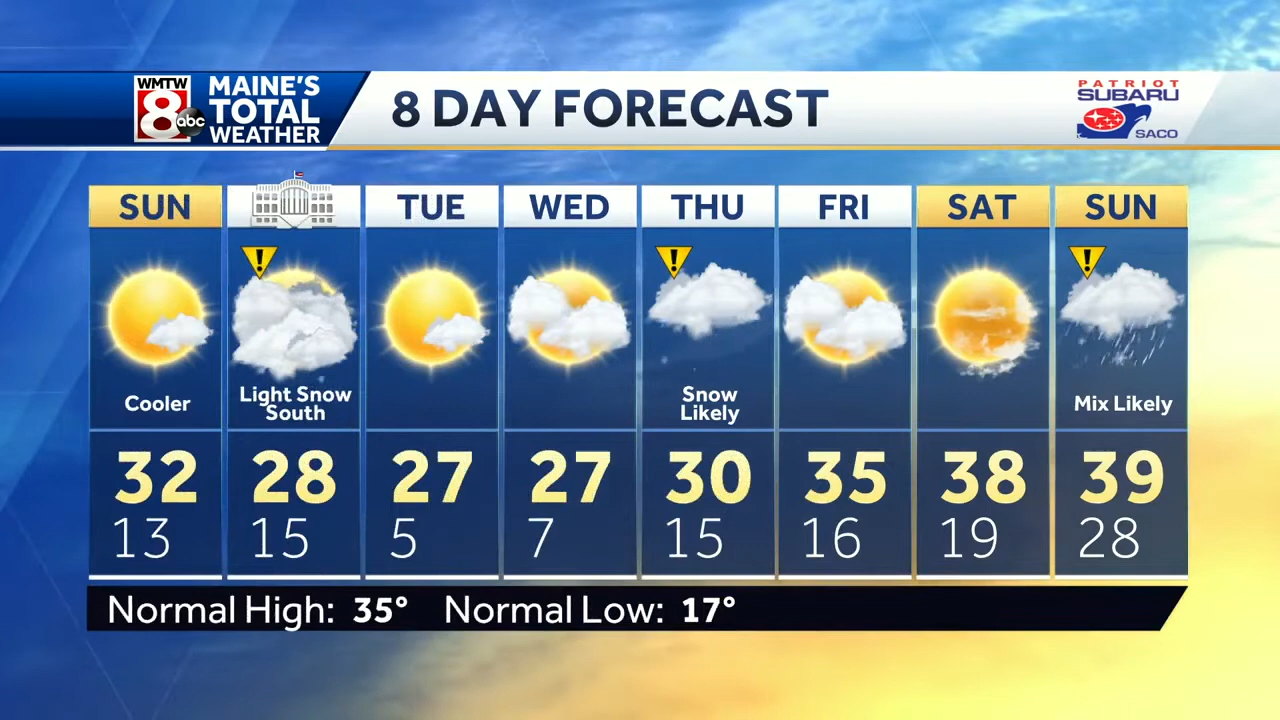 WMTW
8
abc
MAINE'S
TOTAL
WEATHER
8 DAY FORECAST
PATRIOT
SUBARU
SACO
SUN
TUE
WED
THU
FRI
SAT
SUN
!
!
!
Cooler
Light Snow
South
Snow
Likely
Mix Likely
32 28 27 27 30 35 38 39
13 15 5 7 15 16 19 28
Normal High: 35° Normal Low: 17°